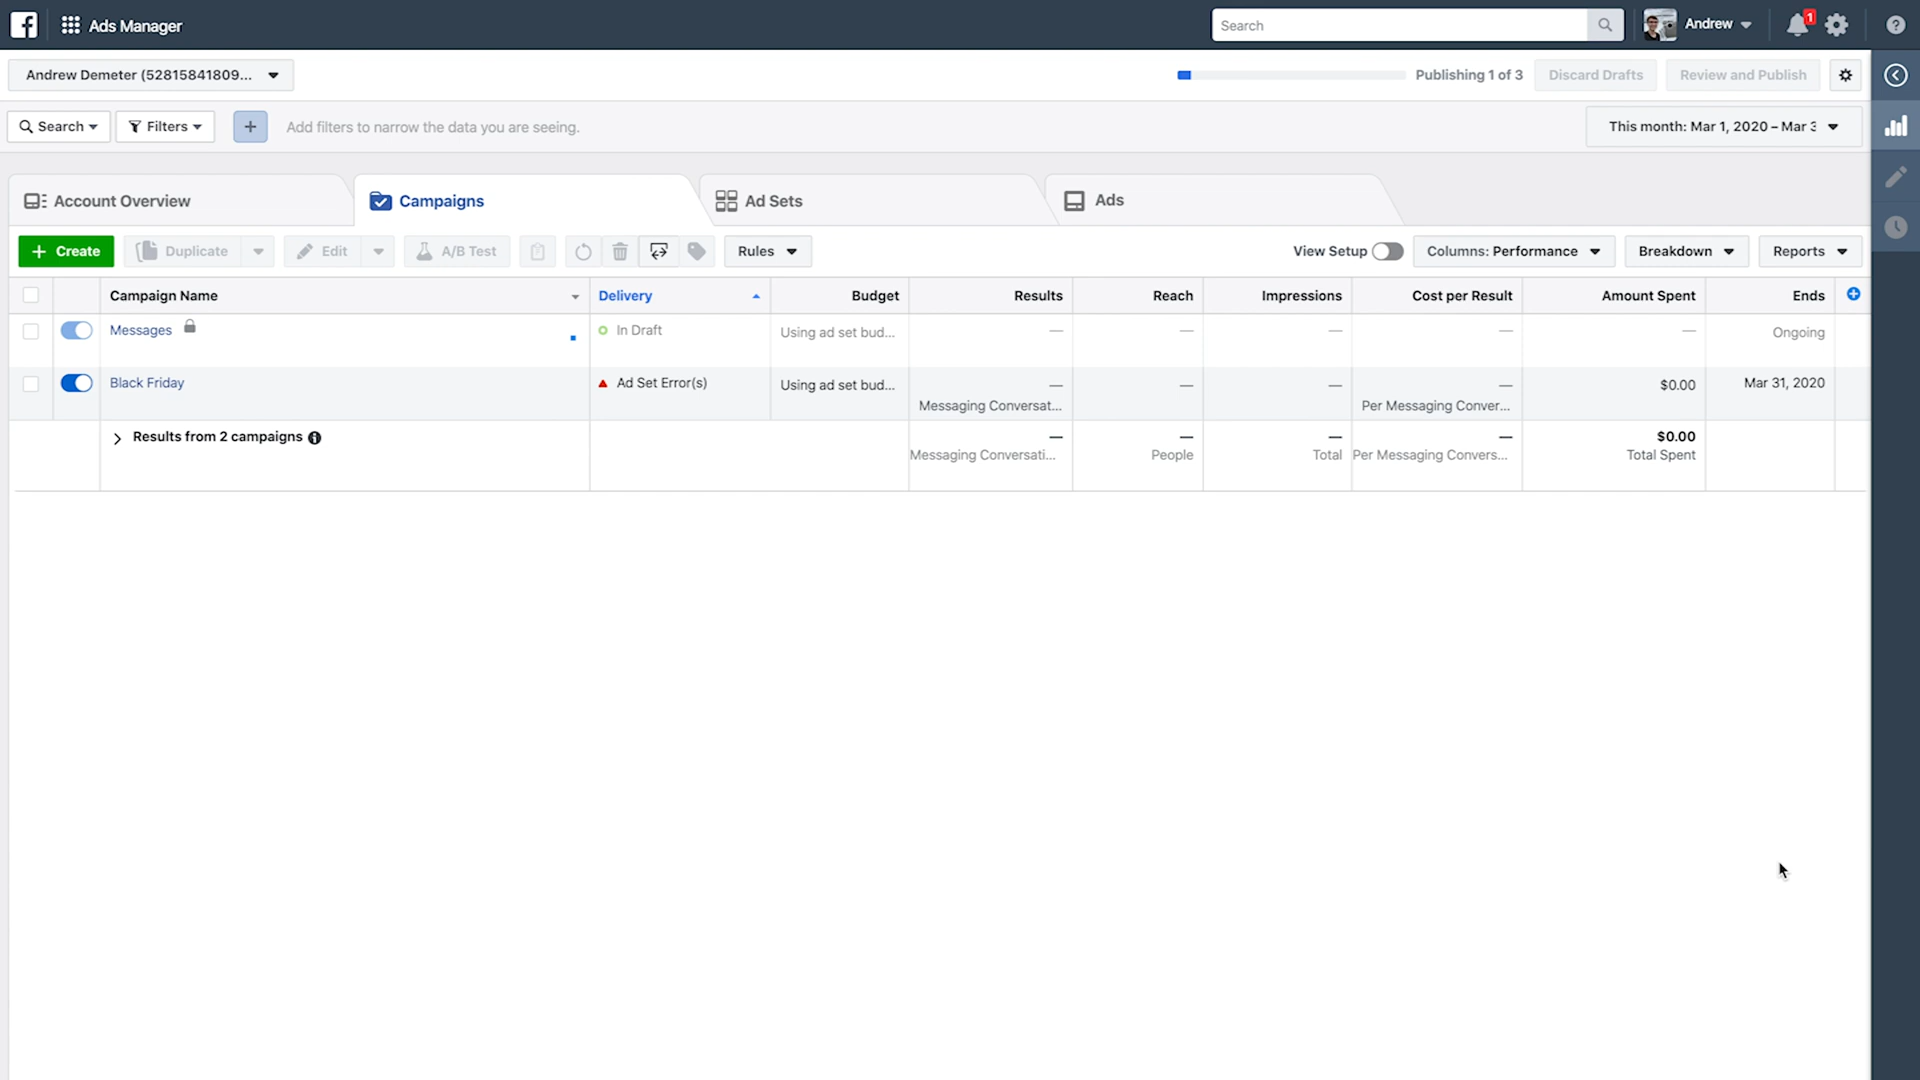 Ads Manager
Search
Andrew
1
Andrew Demeter (52815841809...
Publishing 1 of 3
Discard Drafts
Review and Publish
Search
Filters
Add filters to narrow the data you are seeing.
This month: Mar 1, 2020 – Mar 3
Account Overview
Campaigns
Ad Sets
Ads
+ Create
Duplicate
Edit
A/B Test
Rules
View Setup
Columns: Performance
Breakdown
Reports
Campaign Name
Delivery
Budget
Results
Reach
Impressions
Cost per Result
Amount Spent
Ends
Messages
In Draft
Using ad set bud...
—
—
—
—
—
Ongoing
Black Friday
Ad Set Error(s)
Using ad set bud...
—
Messaging Conversat...
—
—
—
Per Messaging Conver...
$0.00
Mar 31, 2020
Results from 2 campaigns
—
Messaging Conversati...
—
People
—
Total
—
Per Messaging Convers...
$0.00
Total Spent